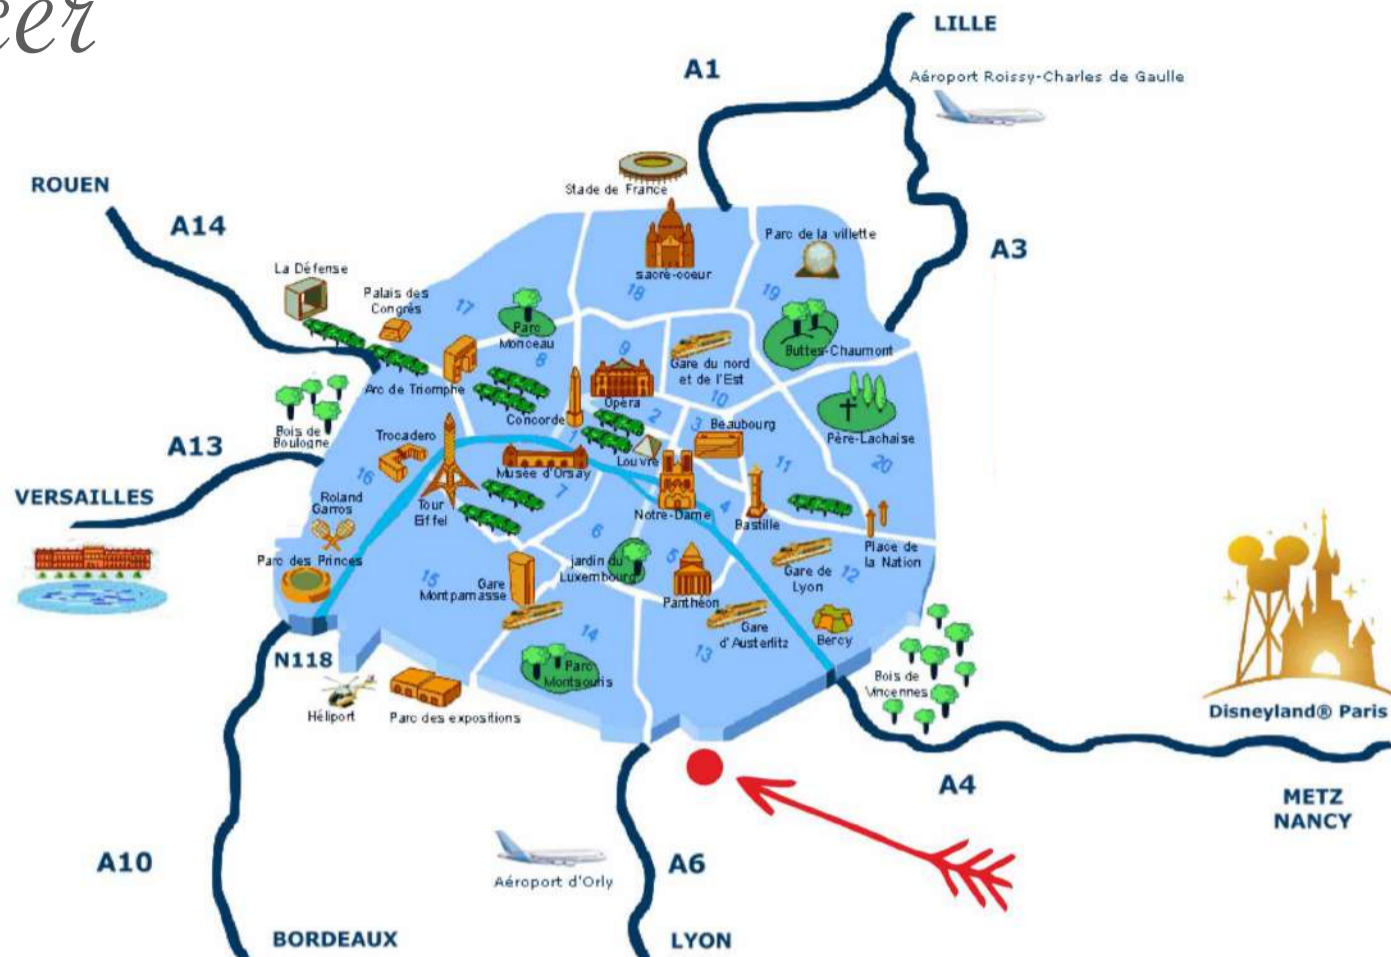 LILLE
A1
Aéroport Roissy-Charles de Gaulle
Stade de France
ROUEN
A14
A3
Parc de la villette
La Défense
sacré-coeur
Palais des
Congrès
17
18
19
Parc
Monceau
8
9
Gare du nord
et de l'Est
Buttes-Chaumont
Arc de Triomphe
10
Opéra
Concorde
2
3
Beaubourg
Père-Lachaise
Bois de
Boulogne
Trocadero
1
Louvre
11
20
A13
Musée d'Orsay
16
7
VERSAILLES
Roland
Garros
Tour
Eiffel
Notre-Dame
4
Bastille
6
Place de
la Nation
Parc des Princes
jardin du
Luxembourg
5
Gare de
Lyon
12
15
Gare
Montparnasse
Panthéon
Gare
d'Austerlitz
Bercy
14
13
N118
Parc
Montsouris
Bois de
Vincennes
Héliport
Parc des expositions
Disneyland® Paris
A4
METZ
NANCY
A10
Aéroport d'Orly
A6
BORDEAUX
LYON